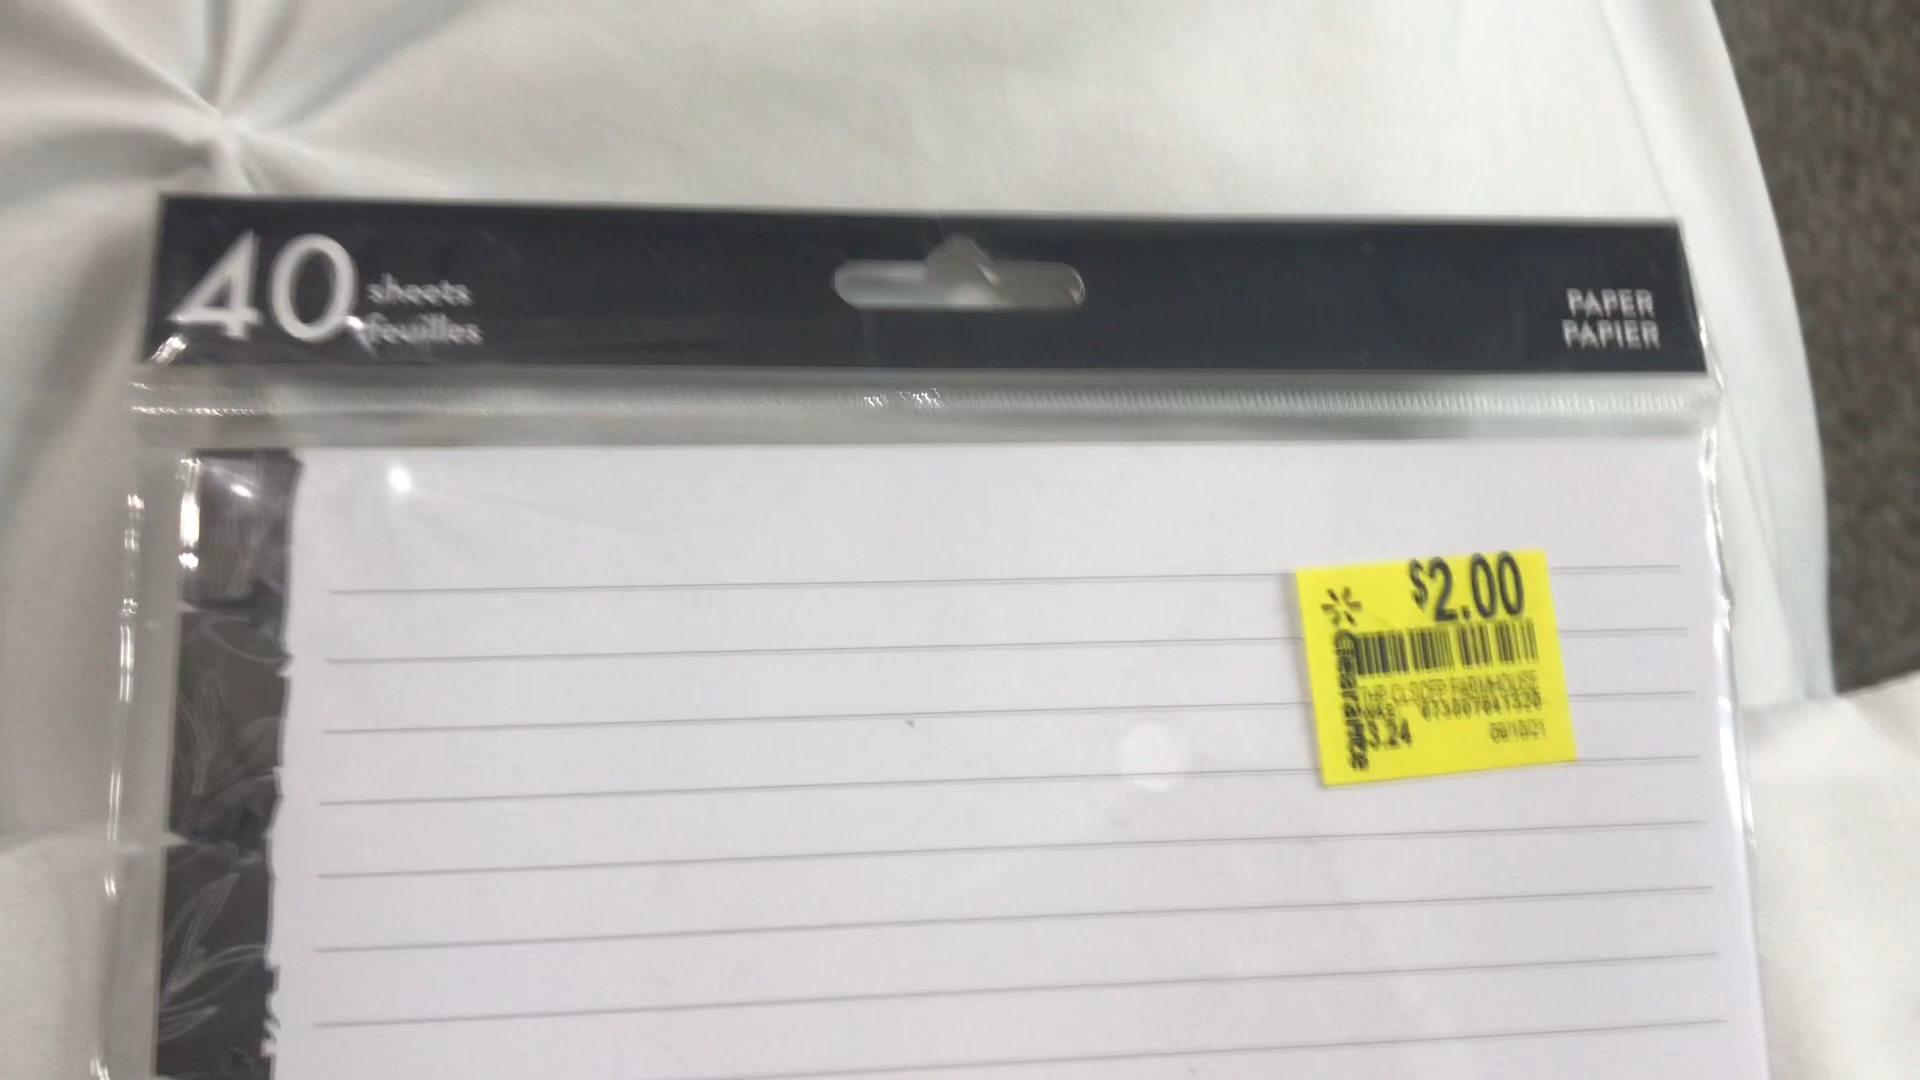 40 sheets
feuilles
PAPER
PAPIER
$2.00
Clearance
3.24